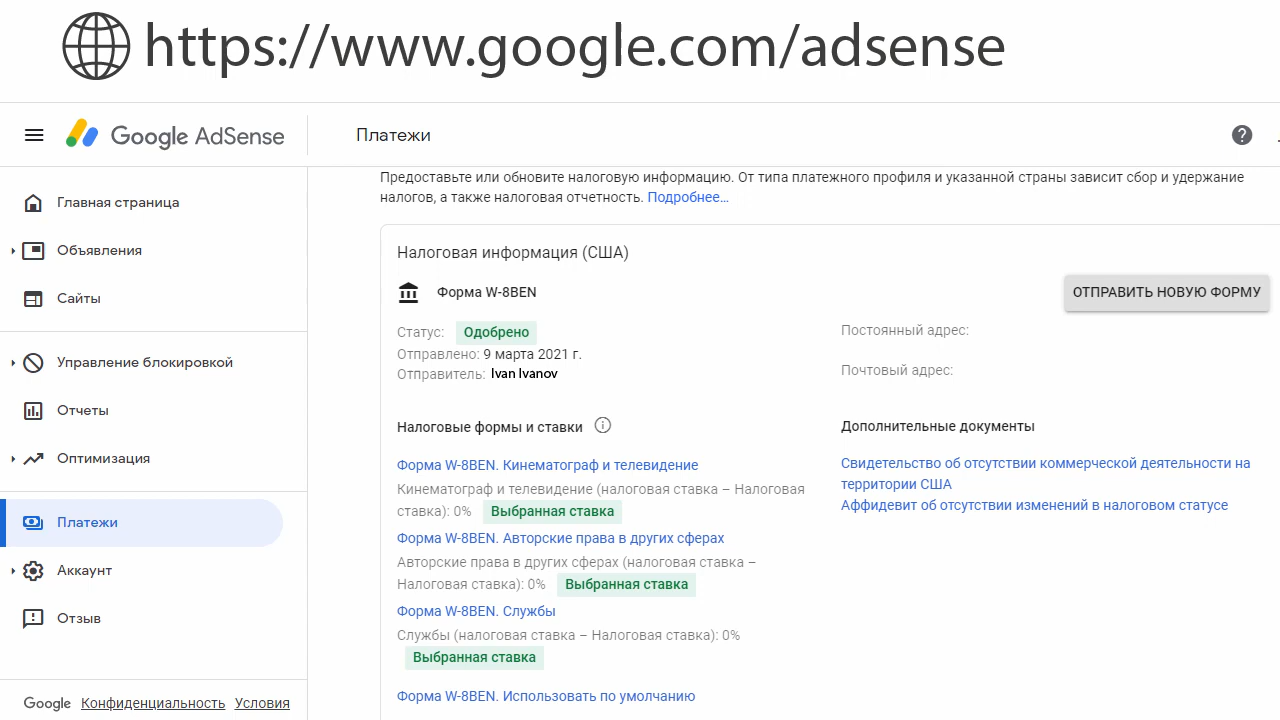 https://www.google.com/adsense
Google AdSense
Платежи
Главная страница
Объявления
Сайты
Управление блокировкой
Отчеты
Оптимизация
Платежи
Аккаунт
Отзыв
Google Конфиденциальность Условия
Предоставьте или обновите налоговую информацию. От типа платежного профиля и указанной страны зависит сбор и удержание
налогов, а также налоговая отчетность. Подробнее…
Налоговая информация (США)
Форма W-8BEN
ОТПРАВИТЬ НОВУЮ ФОРМУ
Статус: Одобрено
Отправлено: 9 марта 2021 г.
Отправитель: Ivan Ivanov
Постоянный адрес:
Почтовый адрес:
Налоговые формы и ставки
Форма W-8BEN. Кинематограф и телевидение
Кинематограф и телевидение (налоговая ставка – Налоговая
ставка): 0% Выбранная ставка
Форма W-8BEN. Авторские права в других сферах
Авторские права в других сферах (налоговая ставка –
Налоговая ставка): 0% Выбранная ставка
Форма W-8BEN. Службы
Службы (налоговая ставка – Налоговая ставка): 0%
Выбранная ставка
Форма W-8BEN. Использовать по умолчанию
Дополнительные документы
Свидетельство об отсутствии коммерческой деятельности на
территории США
Аффидевит об отсутствии изменений в налоговом статусе